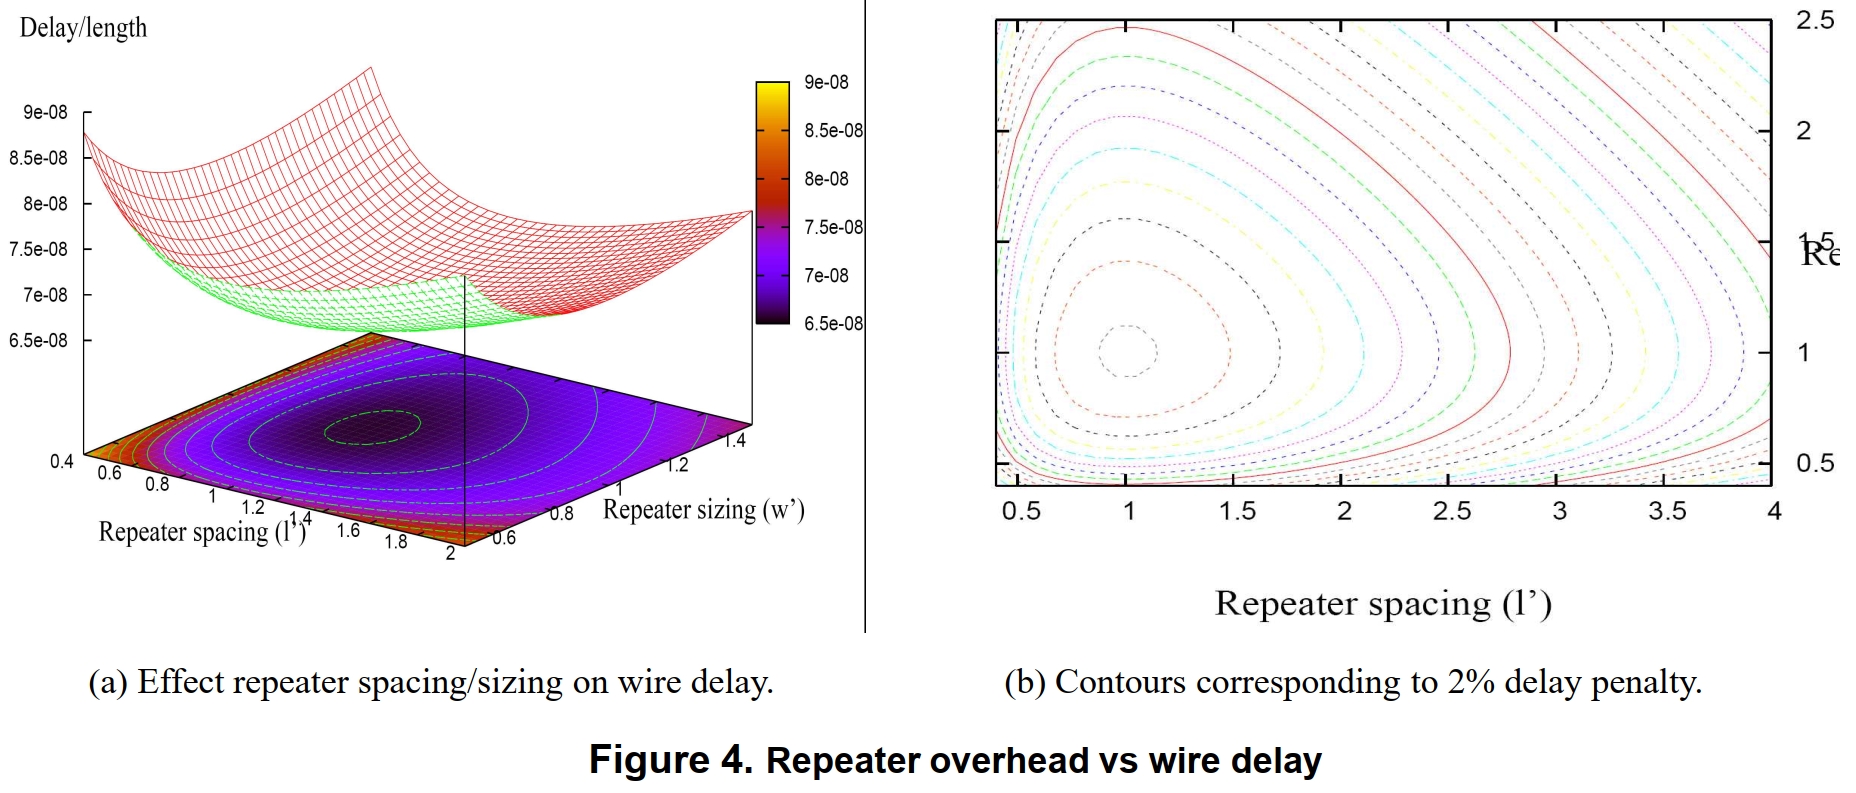 Delay/length
9e-08
8.5e-08
8e-08
7.5e-08
7e-08
6.5e-08
9e-08
8.5e-08
8e-08
7.5e-08
7e-08
6.5e-08
0.4
0.6
0.8
1
1.2
1.4
1.6
1.8
2
Repeater spacing (l’)
0.6
0.8
1
1.2
1.4
Repeater sizing (w’)
2.5
2
1.5
Re
1
0.5
0.5 1 1.5 2 2.5 3 3.5 4
Repeater spacing (l’)
(a) Effect repeater spacing/sizing on wire delay.
(b) Contours corresponding to 2% delay penalty.
Figure 4. Repeater overhead vs wire delay